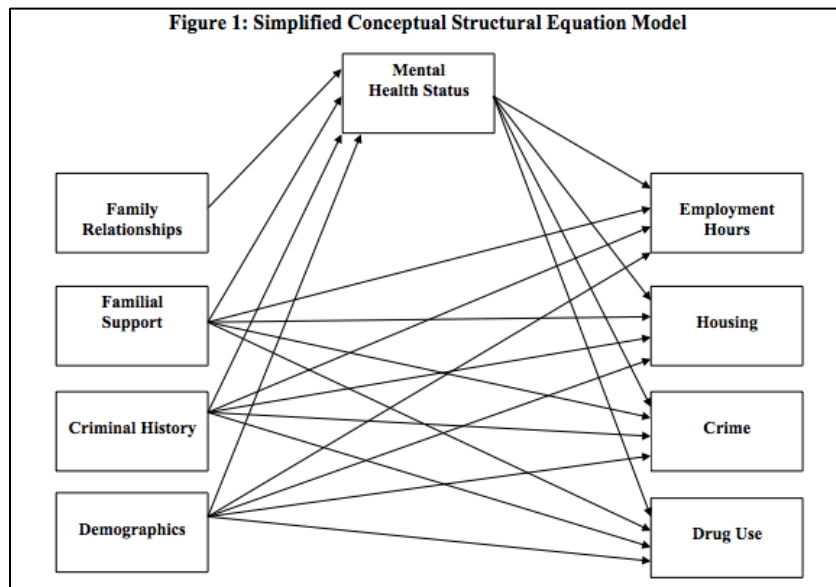 Figure 1: Simplified Conceptual Structural Equation Model
Mental
Health Status
Family
Relationships
Employment
Hours
Familial
Support
Housing
Criminal History
Crime
Demographics
Drug Use